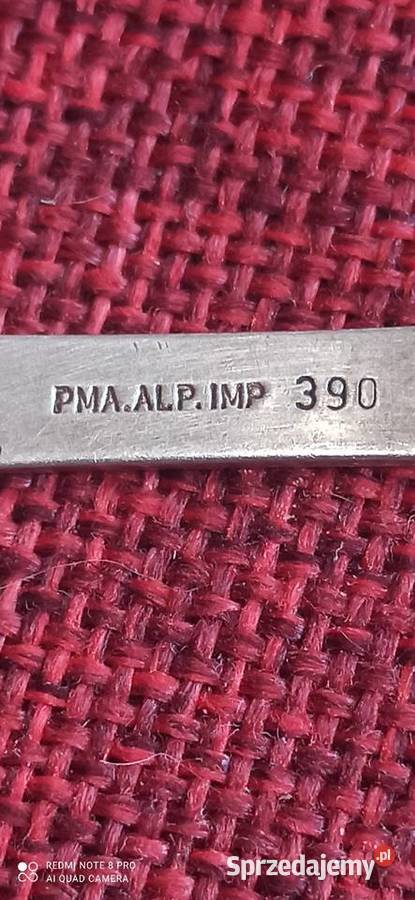 PMA.ALP.IMP 390
REDMI NOTE 8 PRO
AI QUAD CAMERA
Sprzedajemy.pl